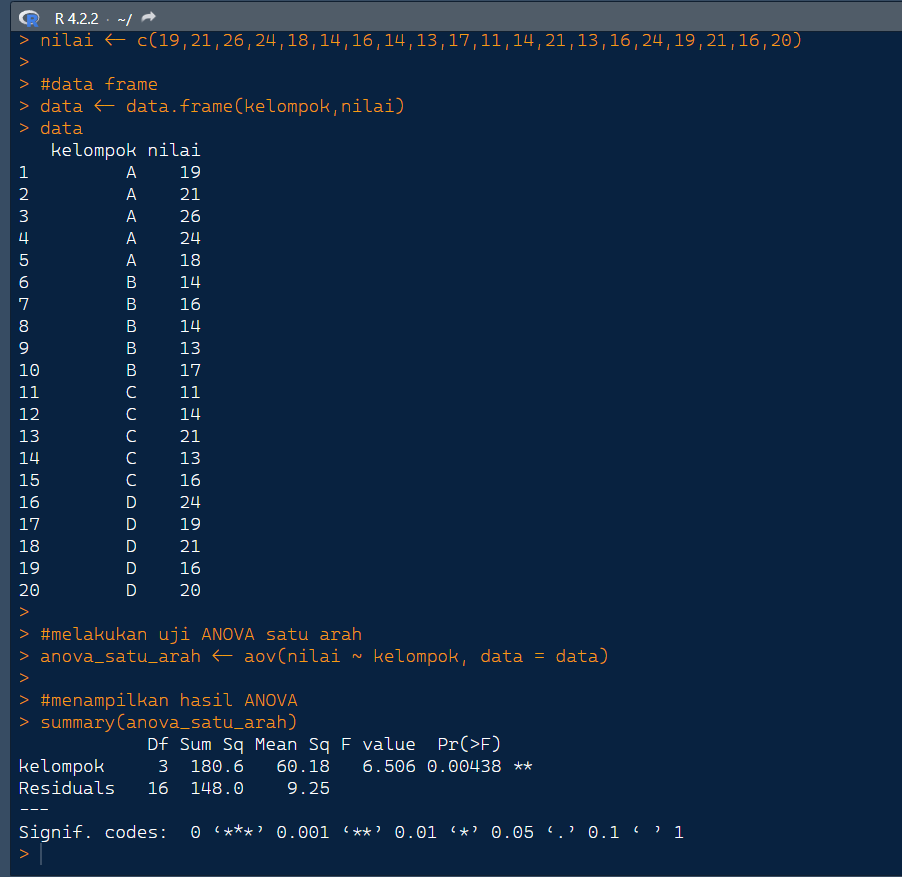 R 4.2.2 · ~/
> nilai <- c(19,21,26,24,18,14,16,14,13,17,11,14,21,13,16,24,19,21,16,20)
>
> #data frame
> data <- data.frame(kelompok,nilai)
> data
   kelompok nilai
1         A    19
2         A    21
3         A    26
4         A    24
5         A    18
6         B    14
7         B    16
8         B    14
9         B    13
10        B    17
11        C    11
12        C    14
13        C    21
14        C    13
15        C    16
16        D    24
17        D    19
18        D    21
19        D    16
20        D    20
>
> #melakukan uji ANOVA satu arah
> anova_satu_arah <- aov(nilai ~ kelompok, data = data)
>
> #menampilkan hasil ANOVA
> summary(anova_satu_arah)
            Df Sum Sq Mean Sq F value  Pr(>F)
kelompok     3  180.6   60.18   6.506 0.00438 **
Residuals   16  148.0    9.25
---
Signif. codes:  0 ‘***’ 0.001 ‘**’ 0.01 ‘*’ 0.05 ‘.’ 0.1 ‘ ’ 1
>